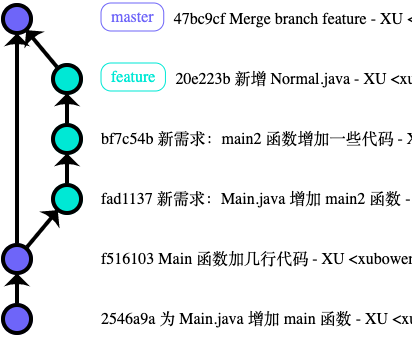 master 47bc9cf Merge branch feature - XU <
feature 20e223b 新增 Normal.java - XU <xu
bf7c54b 新需求：main2 函数增加一些代码 - X
fad1137 新需求：Main.java 增加 main2 函数 -
f516103 Main 函数加几行代码 - XU <xubower
2546a9a 为 Main.java 增加 main 函数 - XU <xu